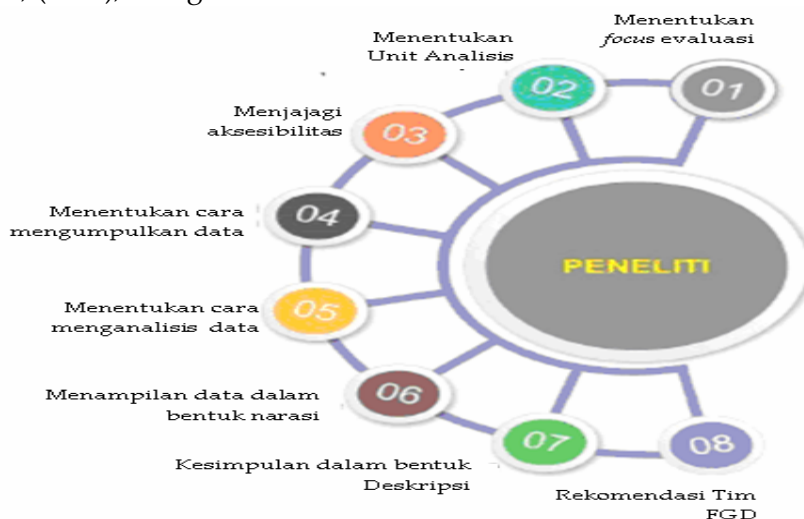 Menentukan
focus evaluasi
01
Menentukan
Unit Analisis
02
Menjajagi
aksesibilitas
03
Menentukan cara
mengumpulkan data
04
PENELITI
Menentukan cara
menganalisis data
05
Menampilan data dalam
bentuk narasi
06
Kesimpulan dalam bentuk
Deskripsi
07
Rekomendasi Tim
FGD
08